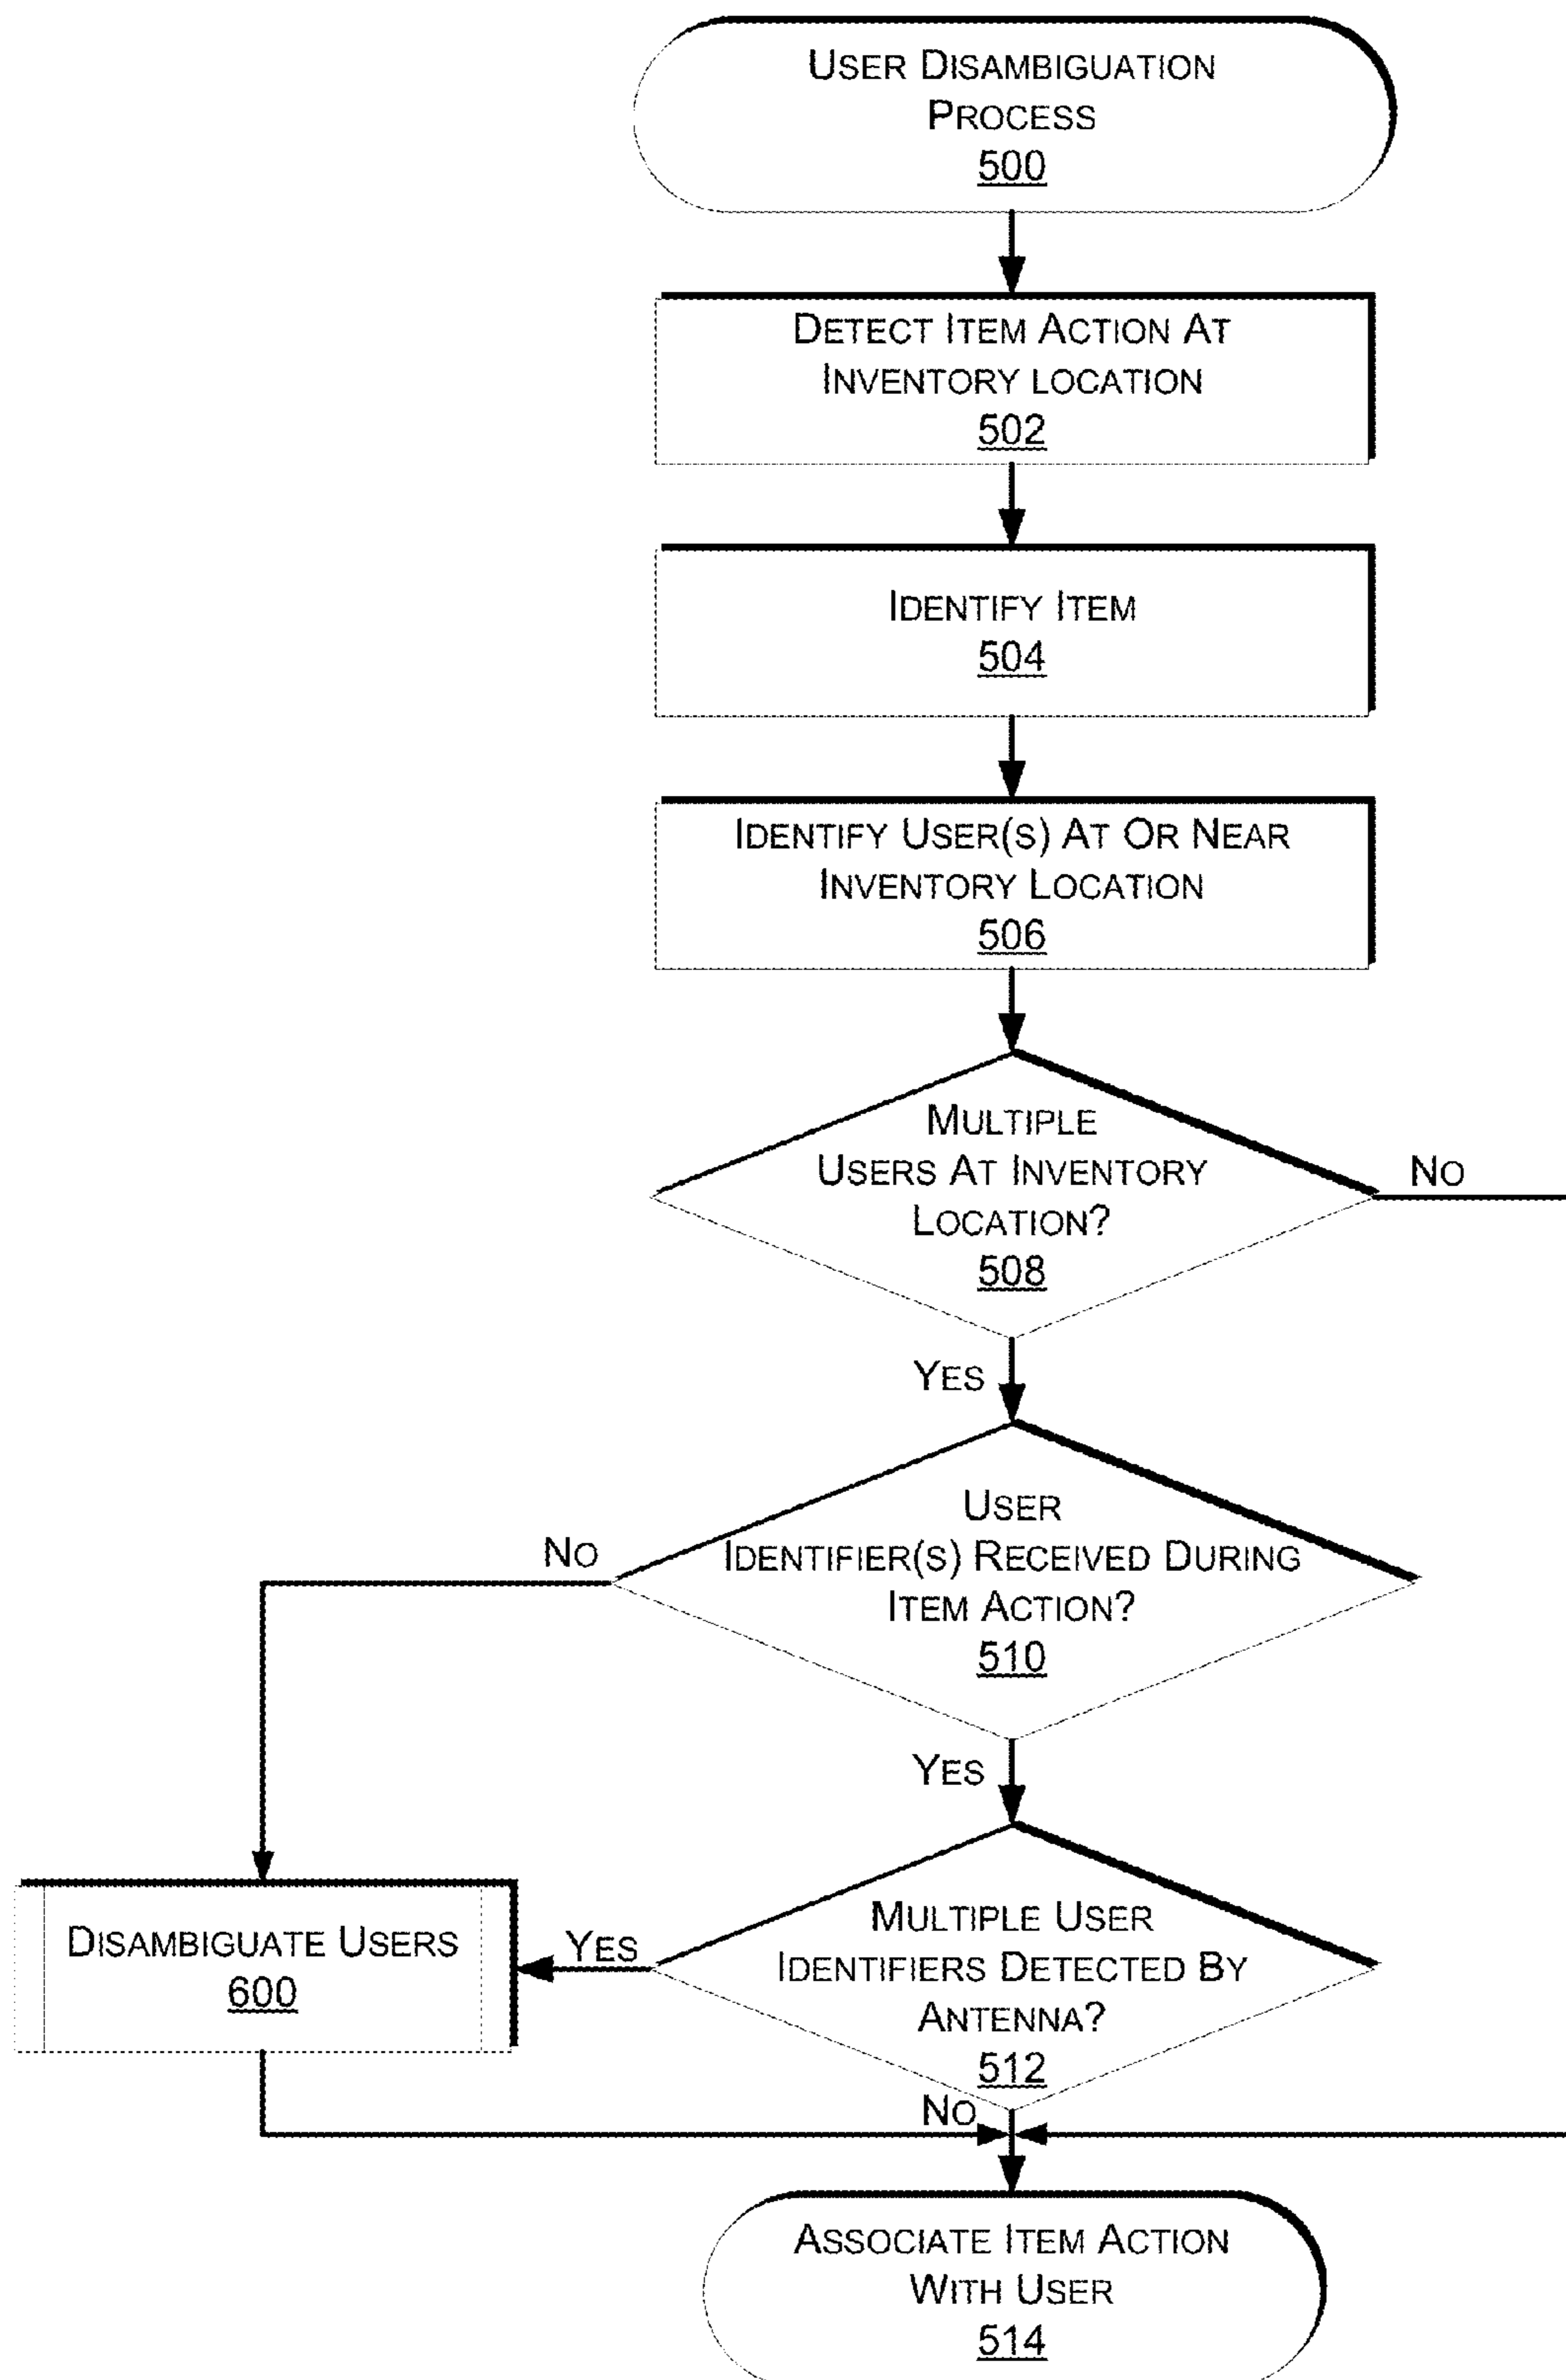 USER DISAMBIGUATION
PROCESS
500
DETECT ITEM ACTION AT
INVENTORY LOCATION
502
IDENTIFY ITEM
504
IDENTIFY USER(S) AT OR NEAR
INVENTORY LOCATION
506
MULTIPLE
USERS AT INVENTORY
LOCATION?
508
NO
YES
USER
IDENTIFIER(S) RECEIVED DURING
ITEM ACTION?
510
NO
YES
MULTIPLE USER
IDENTIFIERS DETECTED BY
ANTENNA?
512
YES
DISAMBIGUATE USERS
600
NO
ASSOCIATE ITEM ACTION
WITH USER
514